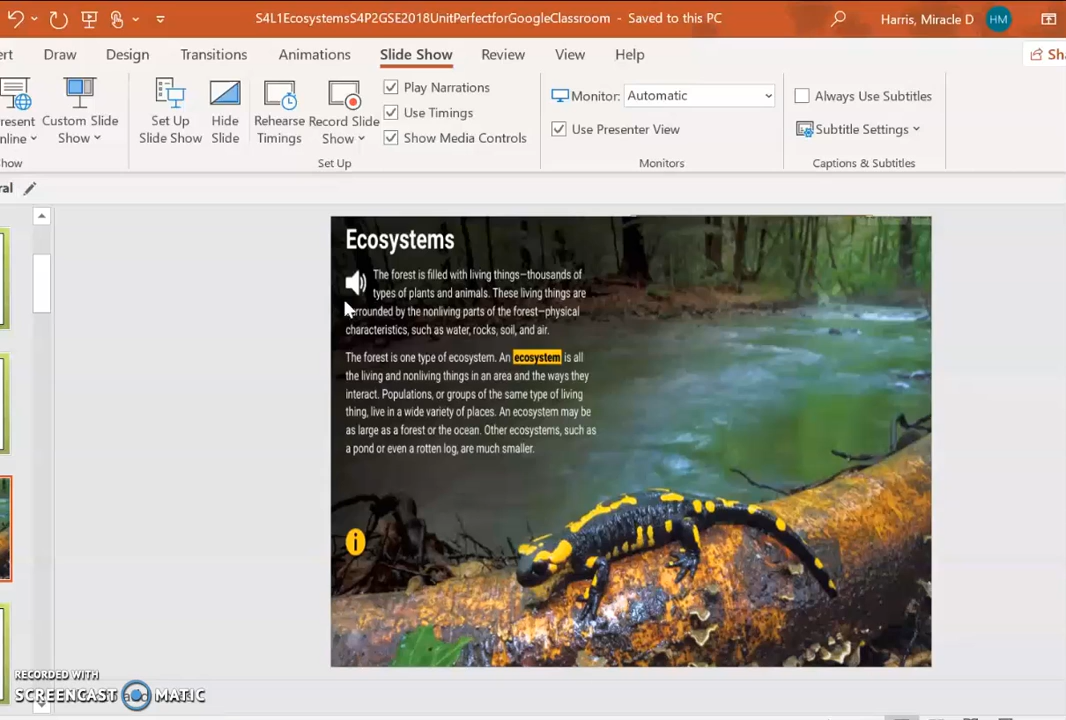 S4L1EcosystemsS4P2GSE2018UnitPerfectforGoogleClassroom - Saved to this PC
Harris, Miracle D
HM
ert Draw Design Transitions Animations Slide Show Review View Help
Sha
resent nline
Custom Slide Show
Set Up Slide Show
Hide Slide
Rehearse Timings
Record Slide Show
Play Narrations
Use Timings
Show Media Controls
Monitor: Automatic
Use Presenter View
Always Use Subtitles
Subtitle Settings
how
Set Up
Monitors
Captions & Subtitles
ral
Ecosystems
The forest is filled with living things—thousands of
types of plants and animals. These living things are
surrounded by the nonliving parts of the forest—physical
characteristics, such as water, rocks, soil, and air.
The forest is one type of ecosystem. An ecosystem is all
the living and nonliving things in an area and the ways they
interact. Populations, or groups of the same type of living
thing, live in a wide variety of places. An ecosystem may be
as large as a forest or the ocean. Other ecosystems, such as
a pond or even a rotten log, are much smaller.
i
RECORDED WITH
SCREENCAST MATIC